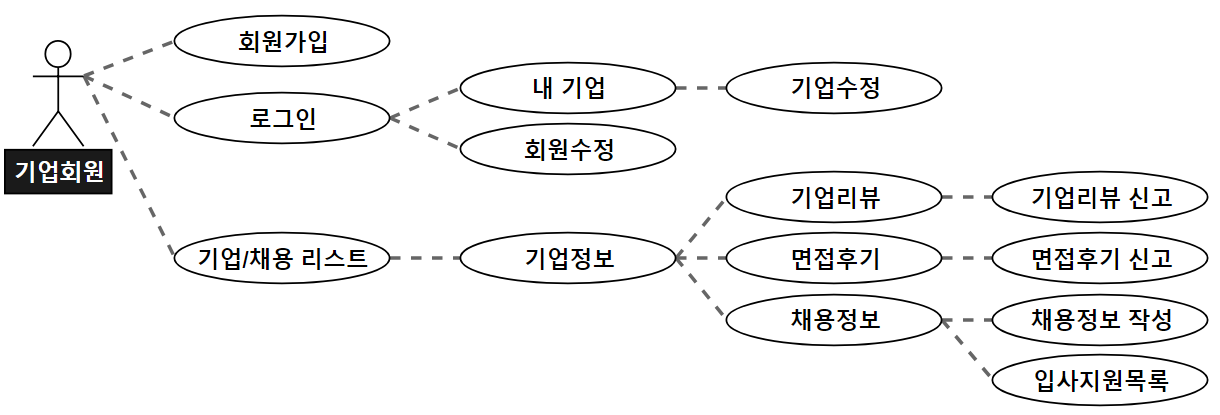 회원가입
로그인
내 기업
기업수정
회원수정
기업회원
기업리뷰
기업리뷰 신고
기업/채용 리스트
기업정보
면접후기
면접후기 신고
채용정보
채용정보 작성
입사지원목록